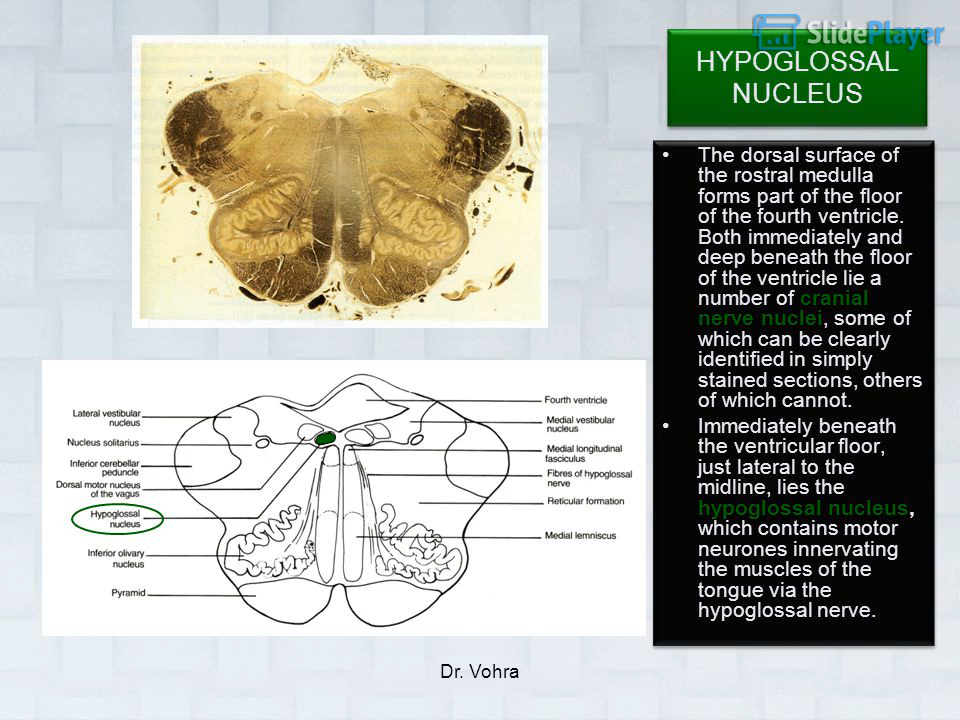 SlidePlayer
HYPOGLOSSAL
NUCLEUS
• The dorsal surface of
the rostral medulla
forms part of the floor
of the fourth ventricle.
Both immediately and
deep beneath the floor
of the ventricle lie a
number of cranial
nerve nuclei, some of
which can be clearly
identified in simply
stained sections, others
of which cannot.
• Immediately beneath
the ventricular floor,
just lateral to the
midline, lies the
hypoglossal nucleus,
which contains motor
neurones innervating
the muscles of the
tongue via the
hypoglossal nerve.
Lateral vestibular
nucleus
Nucleus solitarius
Inferior cerebellar
peduncle
Dorsal motor nucleus
of the vagus
Hypoglossal
nucleus
Inferior olivary
nucleus
Pyramid
Fourth ventricle
Medial vestibular
nucleus
Medial longitudinal
fasciculus
Fibres of hypoglossal
nerve
Reticular formation
Medial lemniscus
Dr. Vohra